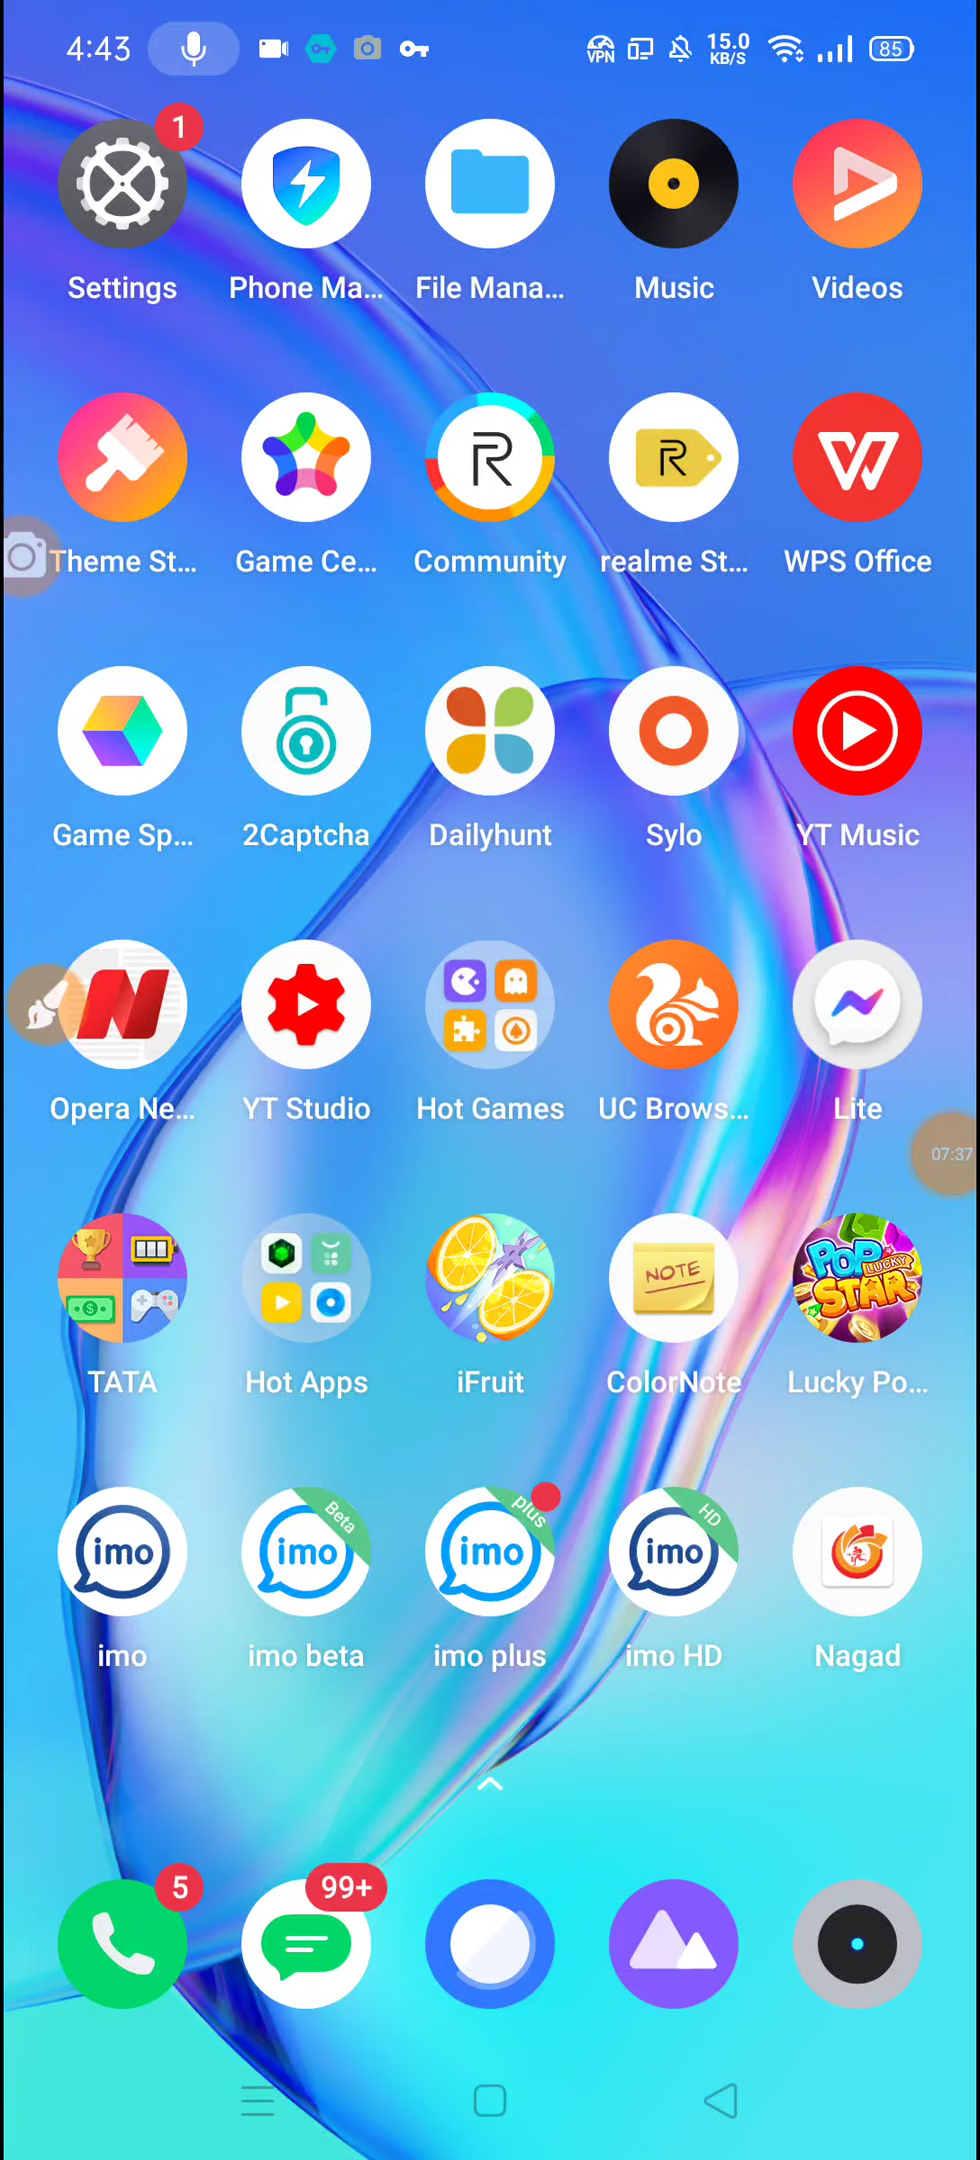 4:43 VPN 15.0 KB/S 85
1
Settings Phone Ma... File Mana... Music Videos
R R W
Theme St... Game Ce... Community realme St... WPS Office
Game Sp... 2Captcha Dailyhunt Sylo YT Music
N
Opera Ne... YT Studio Hot Games UC Brows... Lite
07:37
NOTE POP LUCKY STAR
TATA Hot Apps iFruit ColorNote Lucky Po...
Beta plus HD
imo imo imo imo
imo imo beta imo plus imo HD Nagad
5 99+